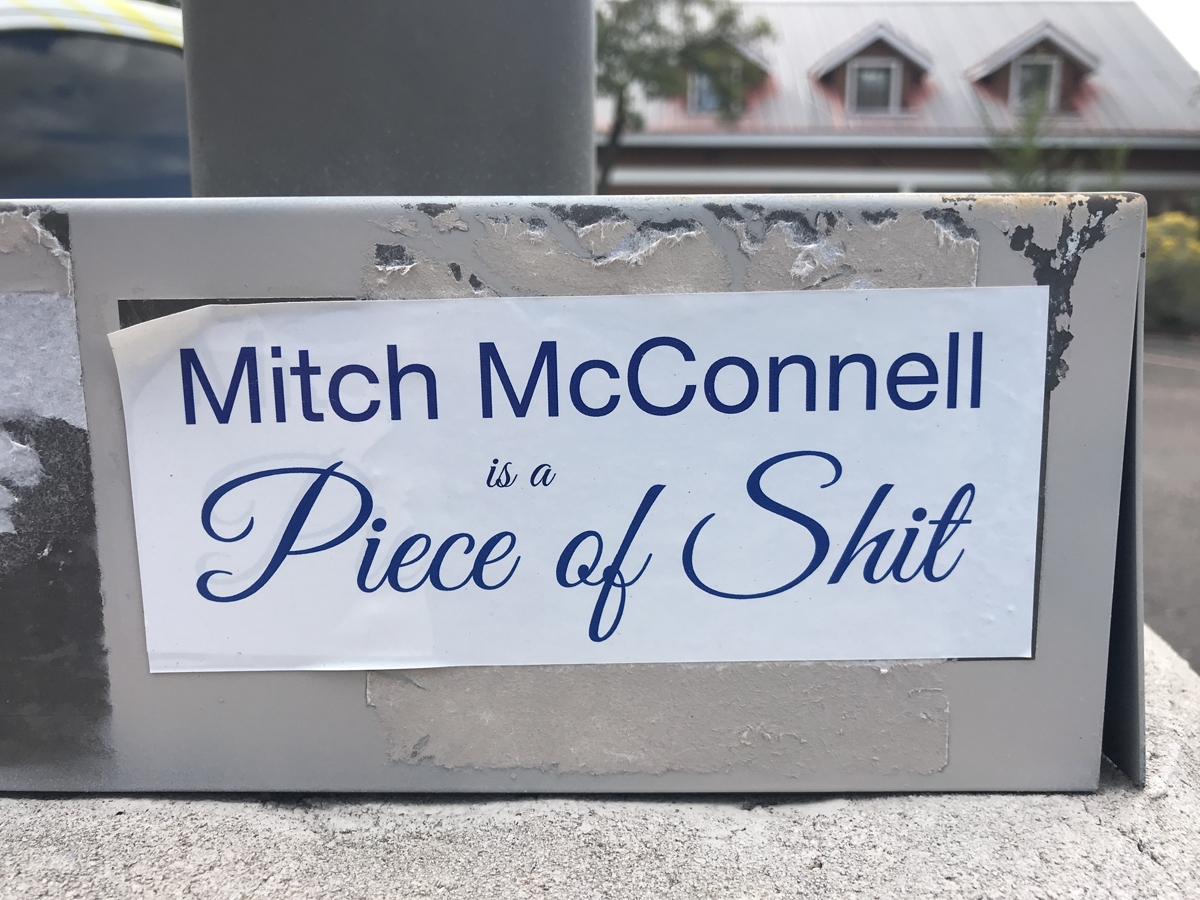 Mitch McConnell
is a
Piece of Shit